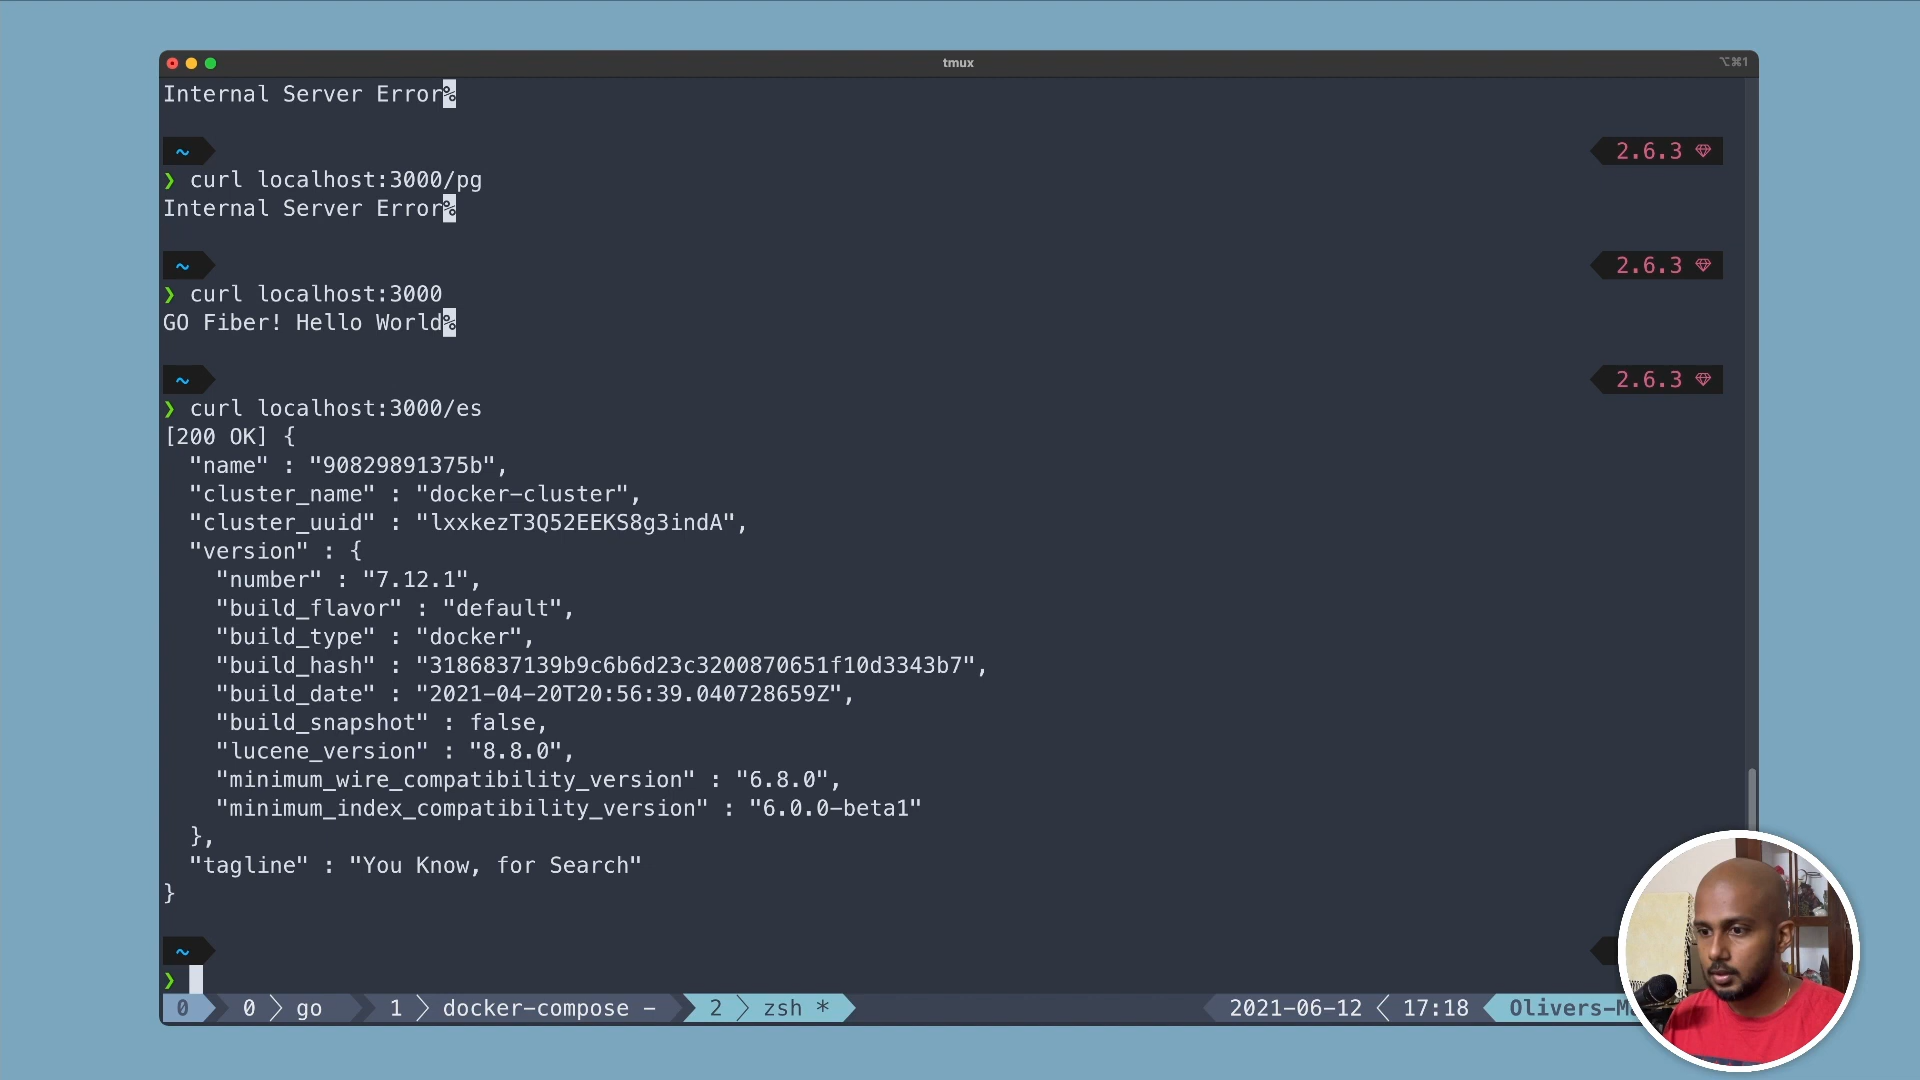 tmux
⌥⌘1
Internal Server Error%
~ 2.6.3
❯ curl localhost:3000/pg
Internal Server Error%
~ 2.6.3
❯ curl localhost:3000
GO Fiber! Hello World%
~ 2.6.3
❯ curl localhost:3000/es
[200 OK] {
"name" : "90829891375b",
"cluster_name" : "docker-cluster",
"cluster_uuid" : "lxxkezT3Q52EEKS8g3indA",
"version" : {
"number" : "7.12.1",
"build_flavor" : "default",
"build_type" : "docker",
"build_hash" : "3186837139b9c6b6d23c3200870651f10d3343b7",
"build_date" : "2021-04-20T20:56:39.040728659Z",
"build_snapshot" : false,
"lucene_version" : "8.8.0",
"minimum_wire_compatibility_version" : "6.8.0",
"minimum_index_compatibility_version" : "6.0.0-beta1"
},
"tagline" : "You Know, for Search"
}
~
❯
0 0 go 1 docker-compose - 2 zsh * 2021-06-12 17:18 Olivers-M